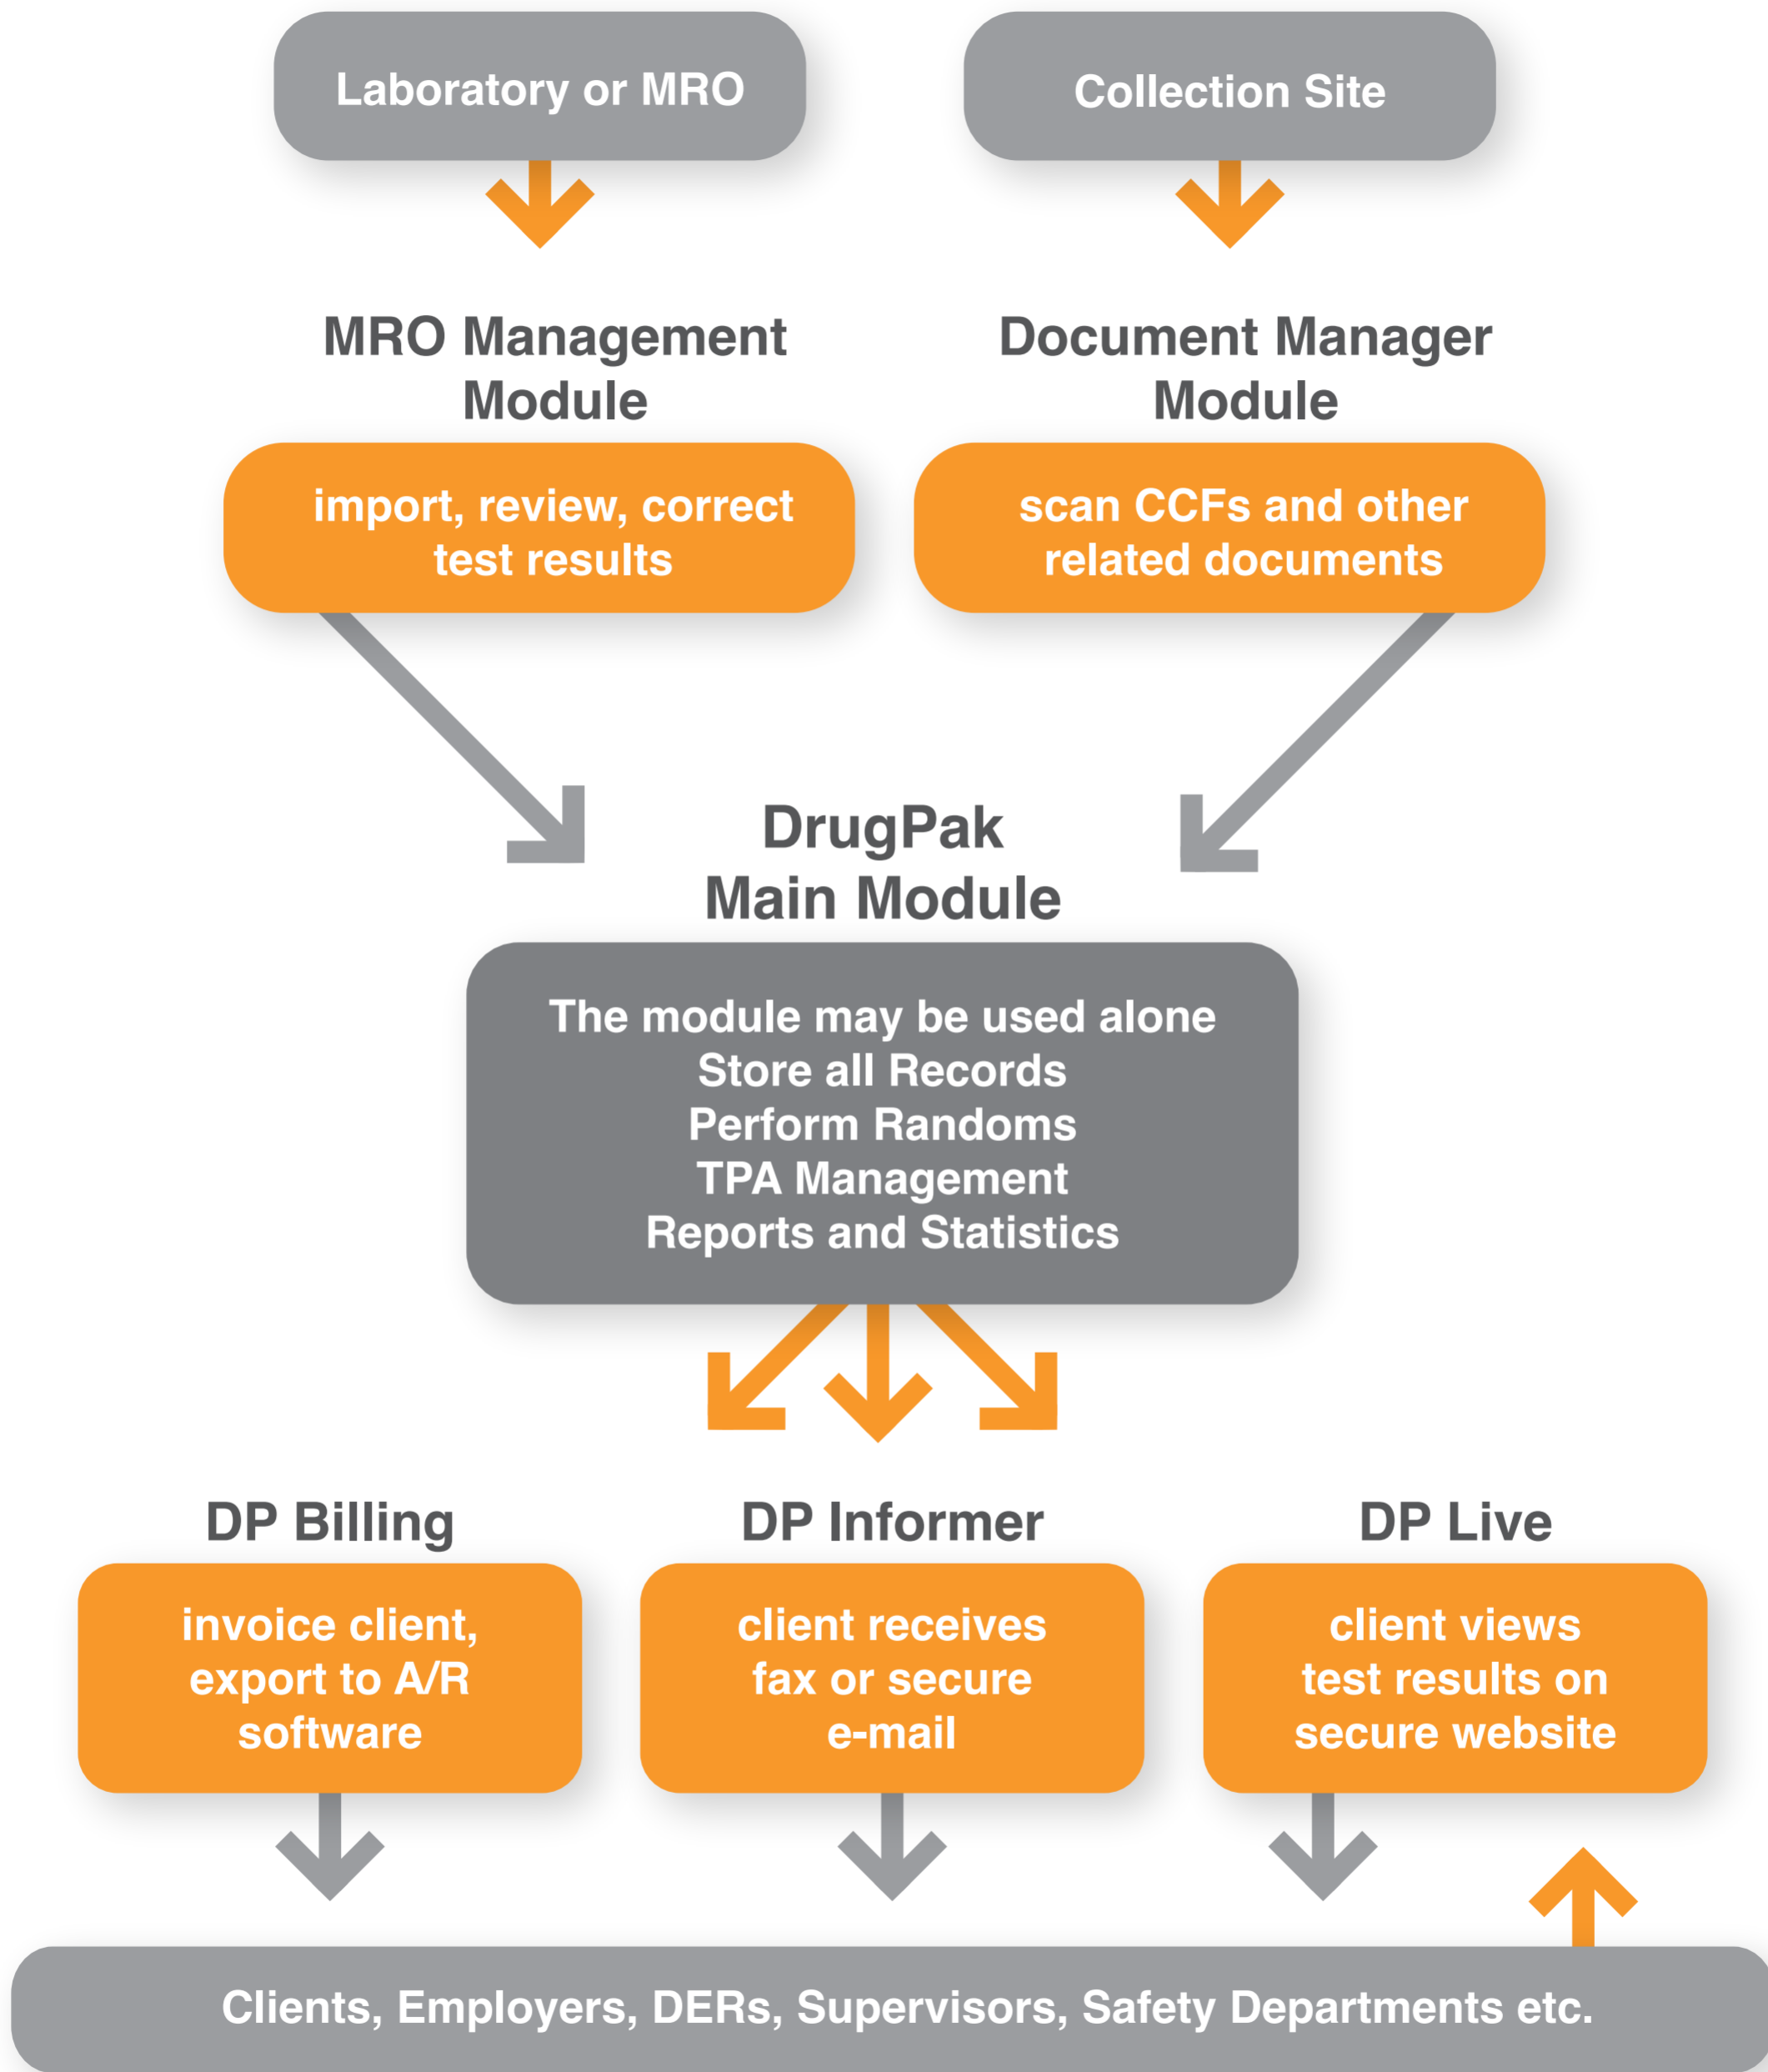 Laboratory or MRO
Collection Site
MRO Management
Module
Document Manager
Module
import, review, correct
test results
scan CCFs and other
related documents
DrugPak
Main Module
The module may be used alone
Store all Records
Perform Randoms
TPA Management
Reports and Statistics
DP Billing
invoice client,
export to A/R
software
DP Informer
client receives
fax or secure
e-mail
DP Live
client views
test results on
secure website
Clients, Employers, DERs, Supervisors, Safety Departments etc.